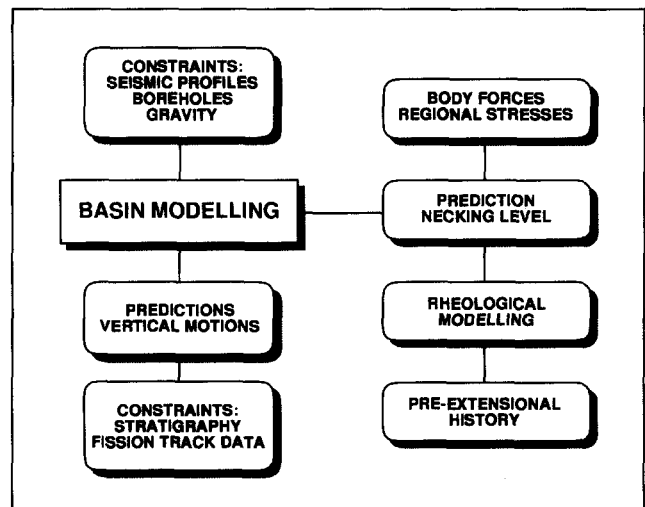 CONSTRAINTS:
SEISMIC PROFILES
BOREHOLES
GRAVITY
BASIN MODELLING
PREDICTIONS
VERTICAL MOTIONS
CONSTRAINTS:
STRATIGRAPHY
FISSION TRACK DATA
BODY FORCES
REGIONAL STRESSES
PREDICTION
NECKING LEVEL
RHEOLOGICAL
MODELLING
PRE-EXTENSIONAL
HISTORY